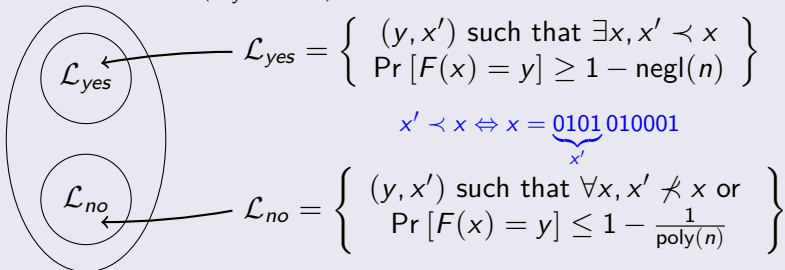 𝓛_yes
𝓛_yes = { (y, x′) such that ∃x, x′ ≺ x
Pr [F(x) = y] ≥ 1 − negl(n) }
x′ ≺ x ⇔ x = 0101 010001
x′
𝓛_no
𝓛_no = { (y, x′) such that ∀x, x′ ⊀ x or
Pr [F(x) = y] ≤ 1 − 1/poly(n) }